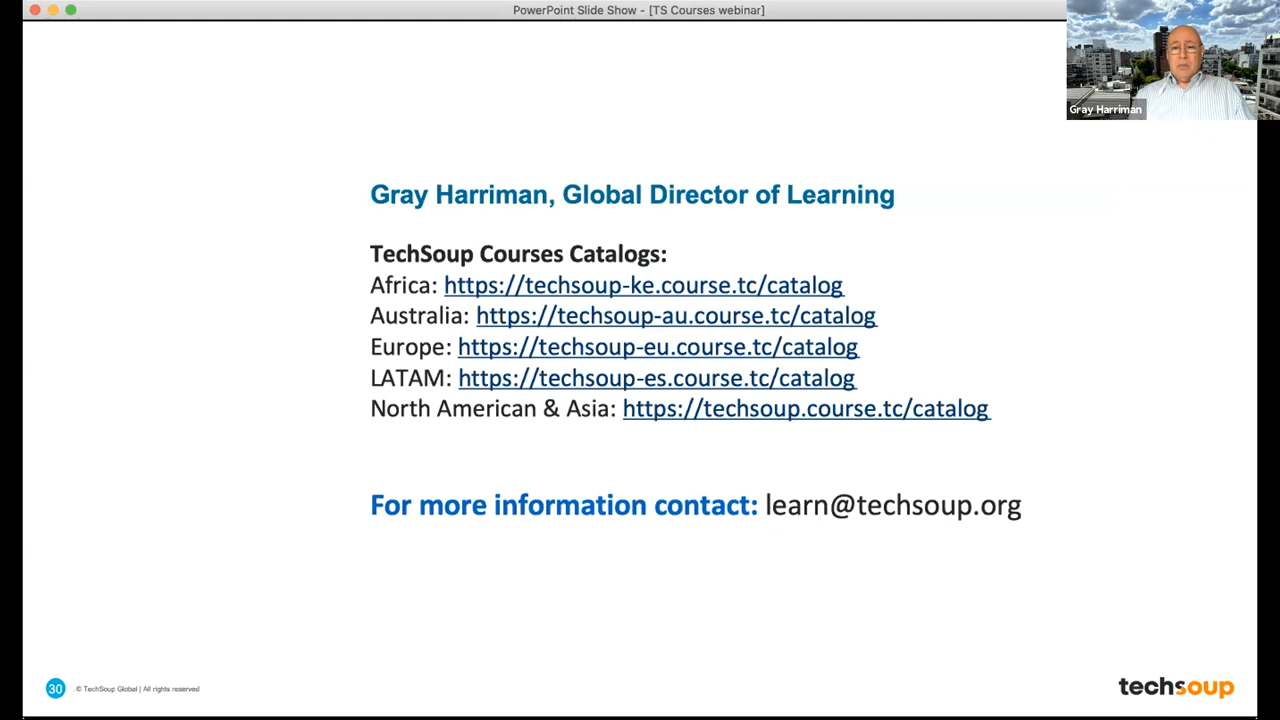 PowerPoint Slide Show - [TS Courses webinar]
Gray Harriman
Gray Harriman, Global Director of Learning
TechSoup Courses Catalogs:
Africa: https://techsoup-ke.course.tc/catalog
Australia: https://techsoup-au.course.tc/catalog
Europe: https://techsoup-eu.course.tc/catalog
LATAM: https://techsoup-es.course.tc/catalog
North American & Asia: https://techsoup.course.tc/catalog
For more information contact: learn@techsoup.org
30 © TechSoup Global | All rights reserved
techsoup